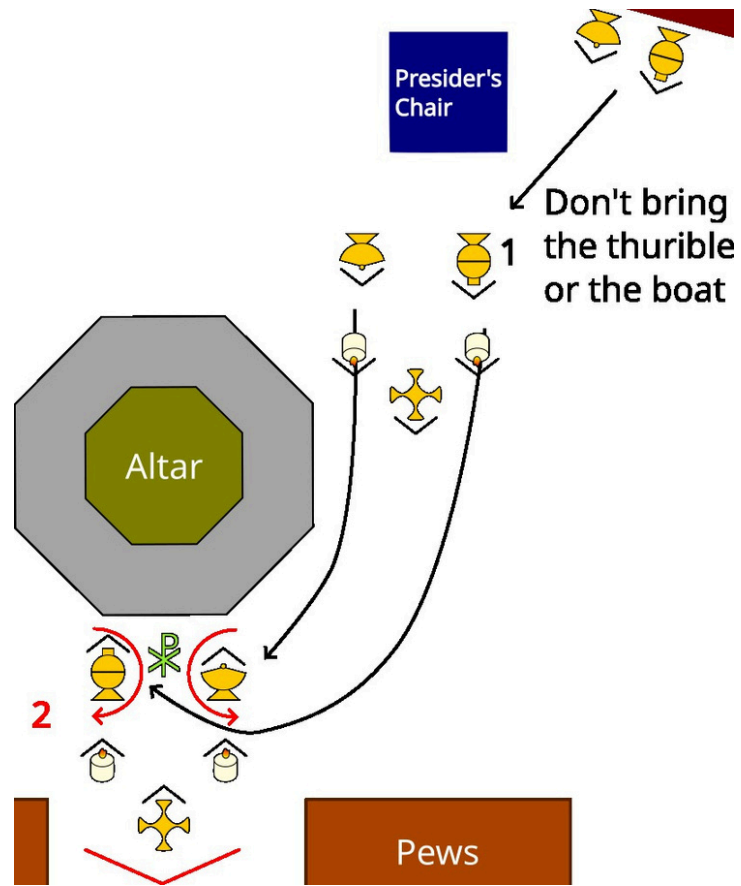 Presider's
Chair
Don't bring
1 the thurible
or the boat
Altar
2
Pews